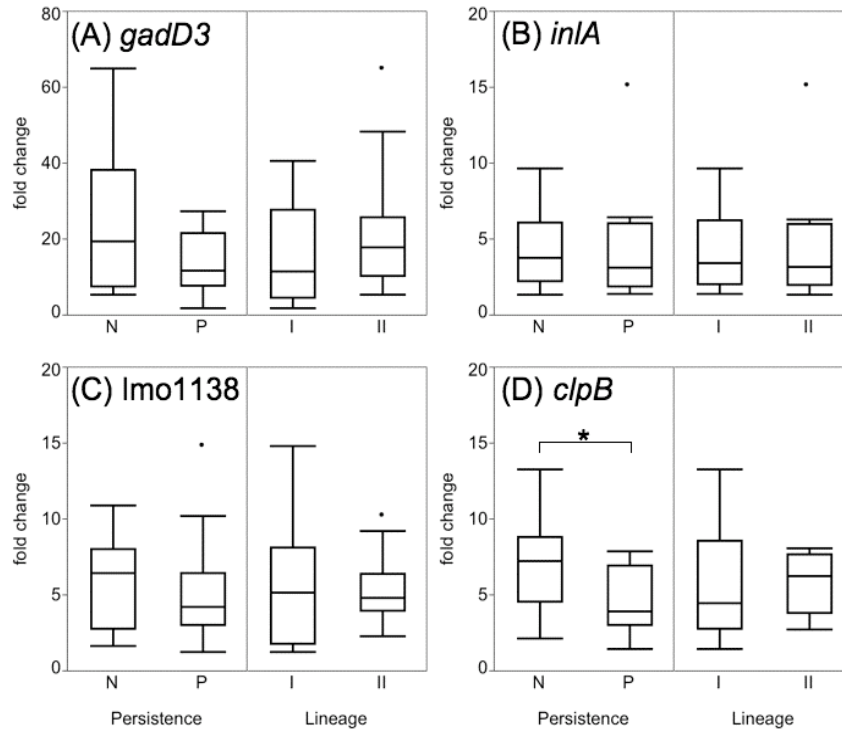 (A) gadD3
fold change
80
60
40
20
0
N P I II
(B) inlA
fold change
20
15
10
5
0
N P I II
(C) lmo1138
fold change
20
15
10
5
0
N P I II
Persistence Lineage
(D) clpB
fold change
20
15
10
5
0
*
N P I II
Persistence Lineage